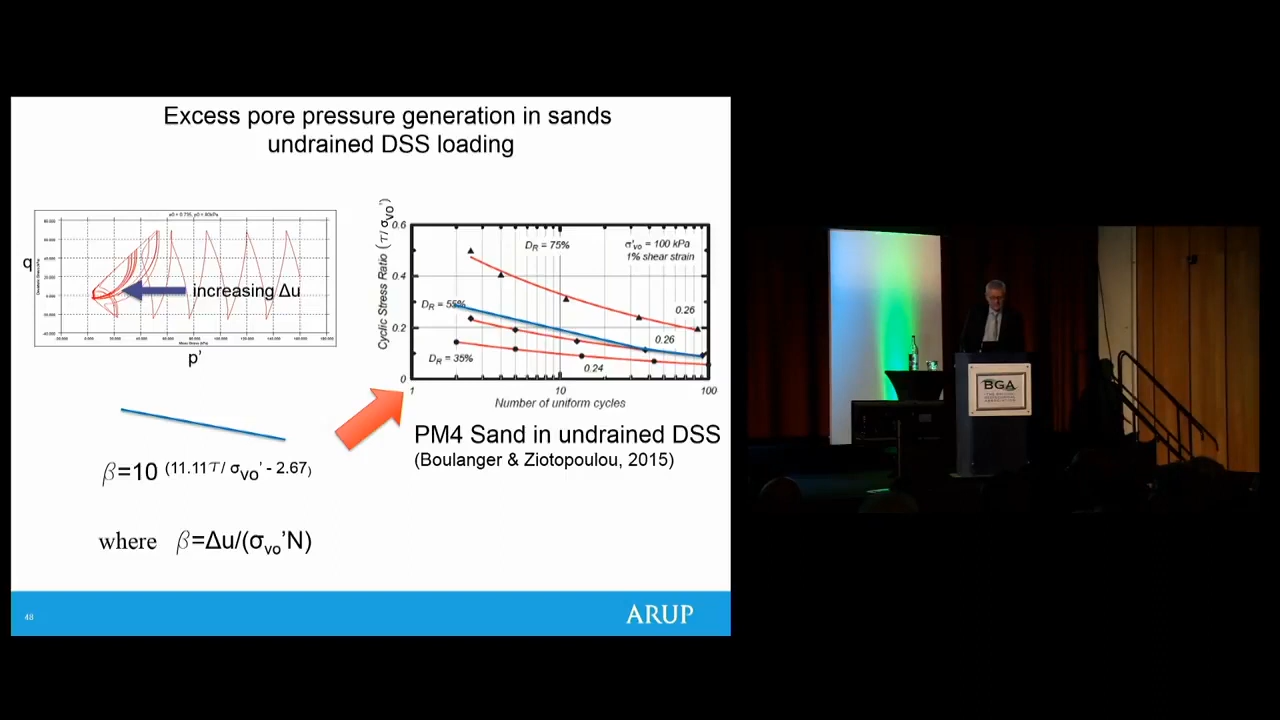 Excess pore pressure generation in sands
undrained DSS loading
q
increasing Δu
p'
Cyclic Stress Ratio (τ/σvo')
0.6
0.4
0.2
0
DR = 75%
σ'vo = 100 kPa
1% shear strain
DR = 55%
0.26
0.26
DR = 35%
0.24
1
10
100
Number of uniform cycles
PM4 Sand in undrained DSS
(Boulanger & Ziotopoulou, 2015)
β=10 (11.11τ/ σvo' - 2.67)
where β=Δu/(σvo'N)
48
ARUP
BGA